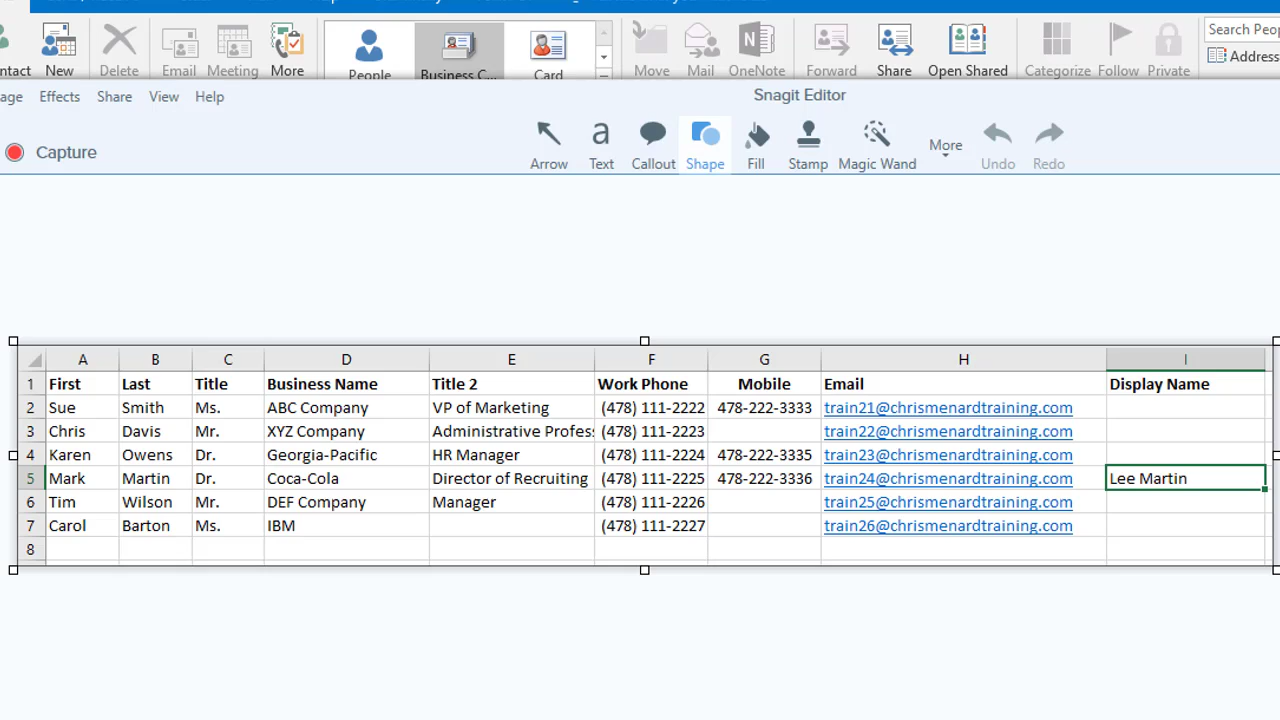 ntact New Delete Email Meeting More People Business C... Card Move Mail OneNote Forward Share Open Shared Categorize Follow Private
Search Peop
Address
age Effects Share View Help
Snagit Editor
Capture
Arrow Text Callout Shape Fill Stamp Magic Wand More Undo Redo
A B C D E F G H I
1 First Last Title Business Name Title 2 Work Phone Mobile Email Display Name
2 Sue Smith Ms. ABC Company VP of Marketing (478) 111-2222 478-222-3333 train21@chrismenardtraining.com
3 Chris Davis Mr. XYZ Company Administrative Profes (478) 111-2223 train22@chrismenardtraining.com
4 Karen Owens Dr. Georgia-Pacific HR Manager (478) 111-2224 478-222-3335 train23@chrismenardtraining.com
5 Mark Martin Dr. Coca-Cola Director of Recruiting (478) 111-2225 478-222-3336 train24@chrismenardtraining.com Lee Martin
6 Tim Wilson Mr. DEF Company Manager (478) 111-2226 train25@chrismenardtraining.com
7 Carol Barton Ms. IBM (478) 111-2227 train26@chrismenardtraining.com
8